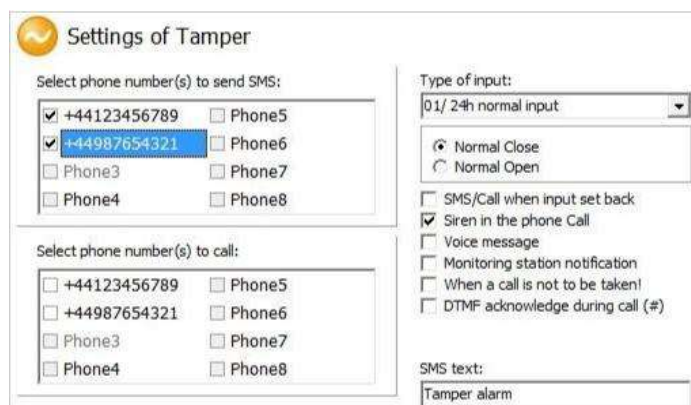 Settings of Tamper
Select phone number(s) to send SMS:
+44123456789 Phone5
+44987654321 Phone6
Phone3 Phone7
Phone4 Phone8
Select phone number(s) to call:
+44123456789 Phone5
+44987654321 Phone6
Phone3 Phone7
Phone4 Phone8
Type of input:
01/ 24h normal input
Normal Close
Normal Open
SMS/Call when input set back
Siren in the phone Call
Voice message
Monitoring station notification
When a call is not to be taken!
DTMF acknowledge during call (#)
SMS text:
Tamper alarm